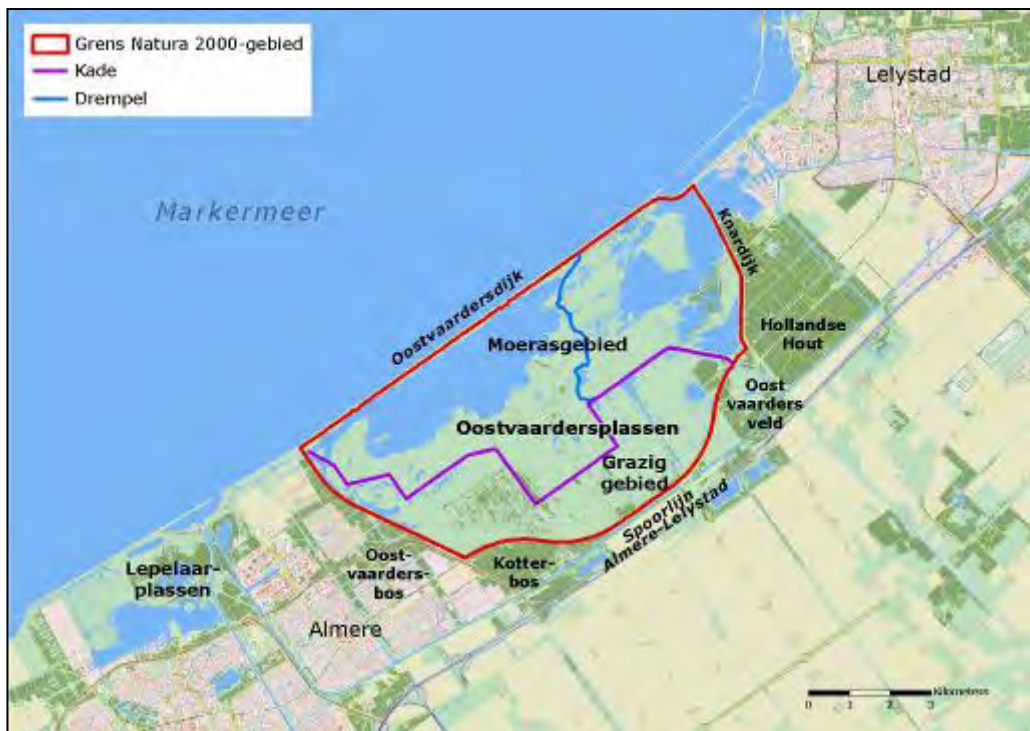 Grens Natura 2000-gebied
Kade
Drempel
Lelystad
Markermeer
Knardijk
Oostvaardersdijk
Hollandse
Hout
Moerasgebied
Oost
vaarders
veld
Oostvaardersplassen
Grazig
gebied
Spoorlijn
Almere-Lelystad
Oost-
vaarders-
bos
Kotter-
bos
Lepelaar-
plassen
Almere
Kilometers
0 1 2 3